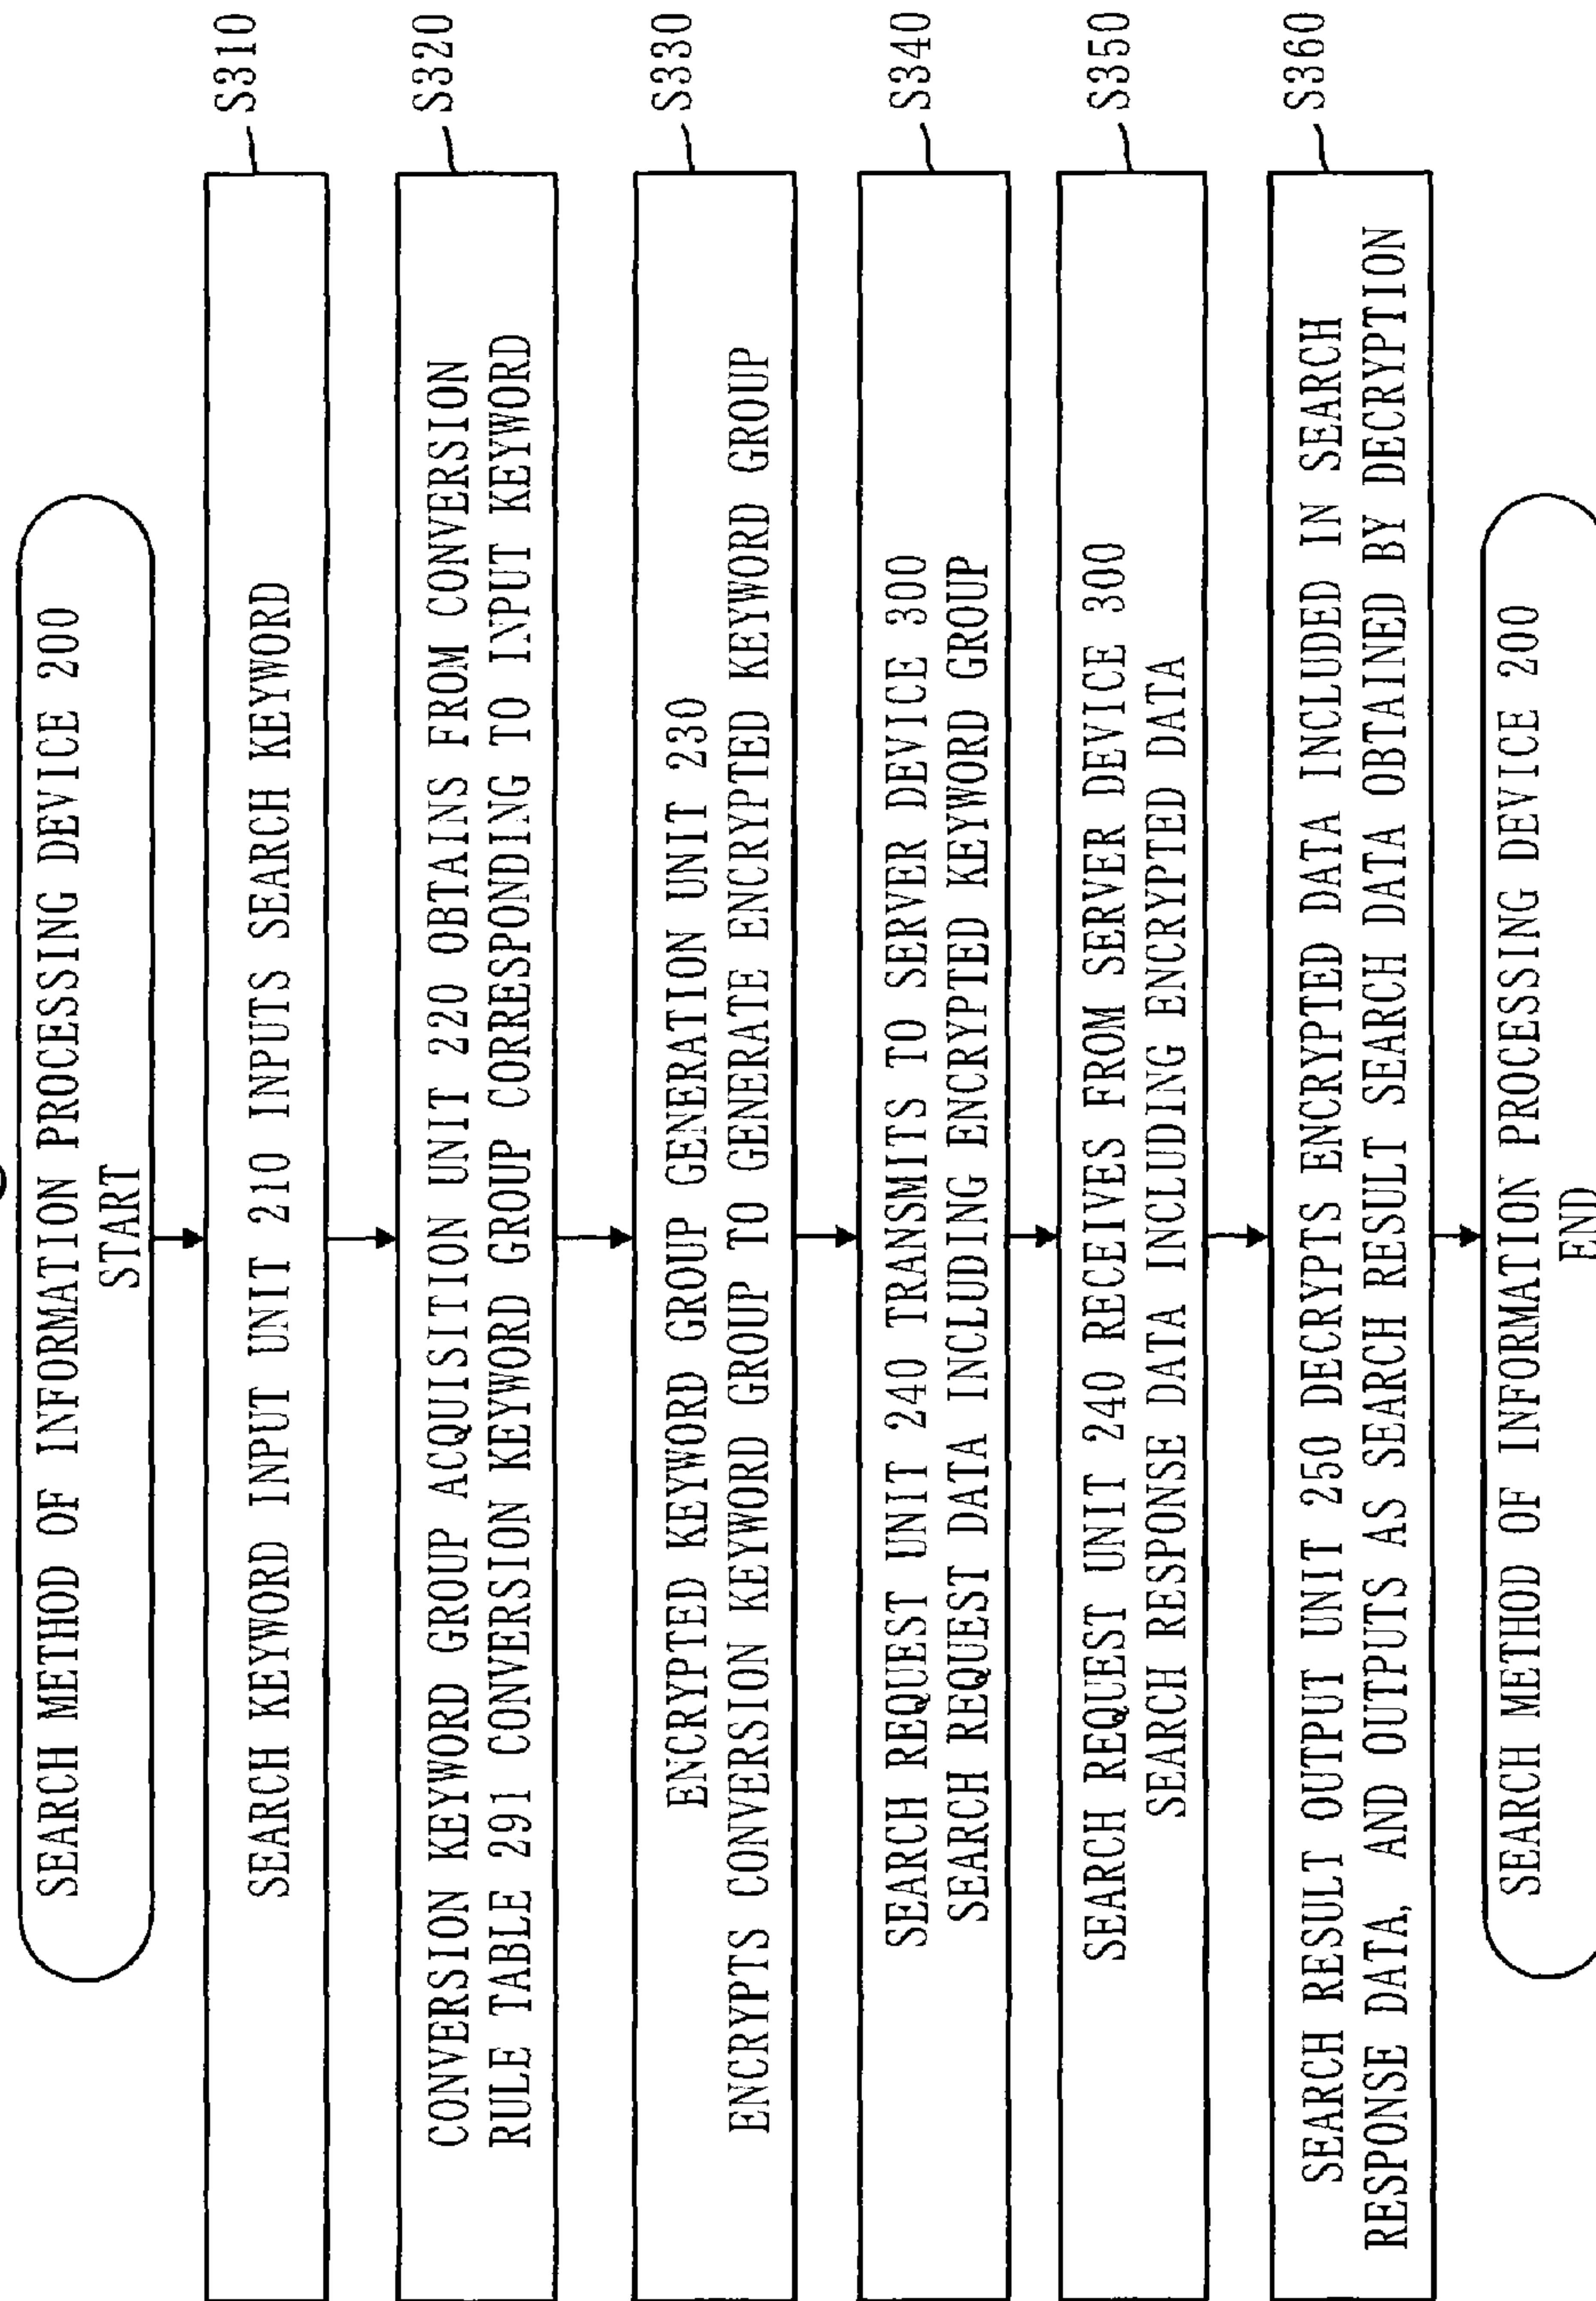 SEARCH METHOD OF INFORMATION PROCESSING DEVICE 200
START
S310
SEARCH KEYWORD INPUT UNIT 210 INPUTS SEARCH KEYWORD
S320
CONVERSION KEYWORD GROUP ACQUISITION UNIT 220 OBTAINS FROM CONVERSION
RULE TABLE 291 CONVERSION KEYWORD GROUP CORRESPONDING TO INPUT KEYWORD
S330
ENCRYPTED KEYWORD GROUP GENERATION UNIT 230
ENCRYPTS CONVERSION KEYWORD GROUP TO GENERATE ENCRYPTED KEYWORD GROUP
S340
SEARCH REQUEST UNIT 240 TRANSMITS TO SERVER DEVICE 300
SEARCH REQUEST DATA INCLUDING ENCRYPTED KEYWORD GROUP
S350
SEARCH REQUEST UNIT 240 RECEIVES FROM SERVER DEVICE 300
SEARCH RESPONSE DATA INCLUDING ENCRYPTED DATA
S360
SEARCH RESULT OUTPUT UNIT 250 DECRYPTS ENCRYPTED DATA INCLUDED IN SEARCH
RESPONSE DATA, AND OUTPUTS AS SEARCH RESULT SEARCH DATA OBTAINED BY DECRYPTION
SEARCH METHOD OF INFORMATION PROCESSING DEVICE 200
END